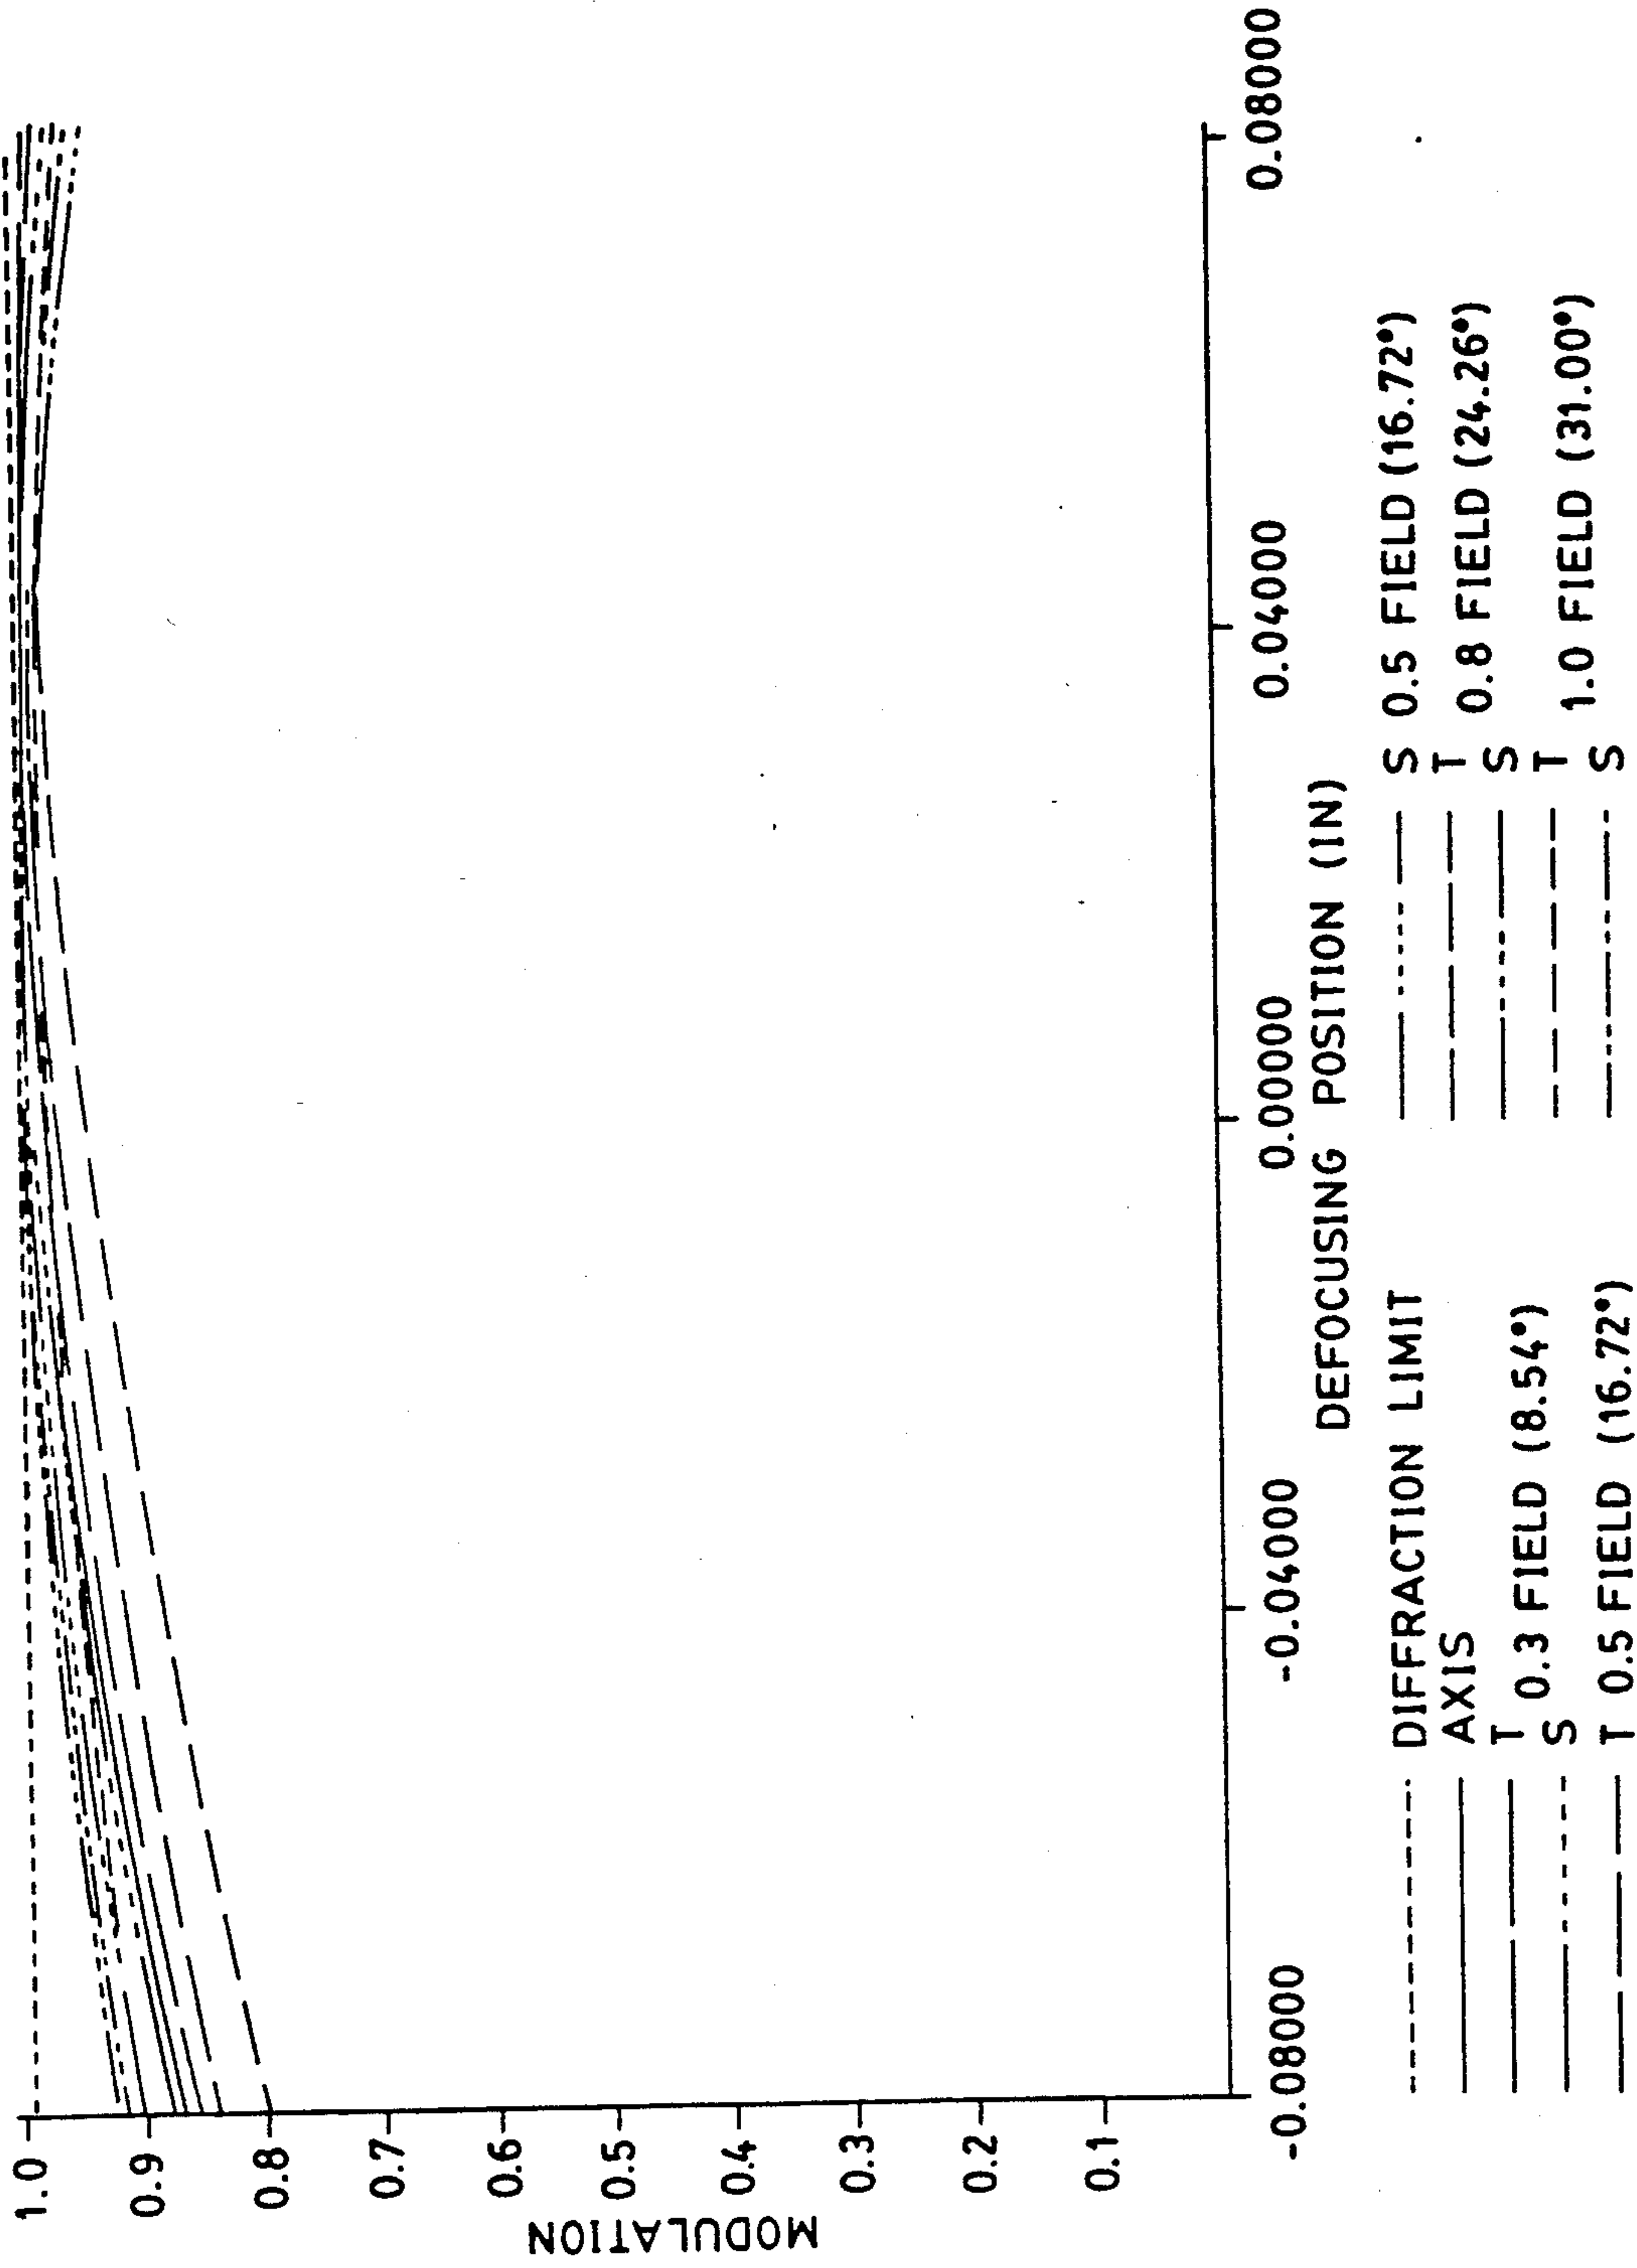 MODULATION
1.0
0.9
0.8
0.7
0.6
0.5
0.4
0.3
0.2
0.1
-0.08000 -0.04000 0.00000 0.04000 0.08000
DEFOCUSING POSITION (IN)
DIFFRACTION LIMIT
AXIS
T 0.3 FIELD (8.54°)
S
T 0.5 FIELD (16.72°)
S 0.5 FIELD (16.72°)
T 0.8 FIELD (24.26°)
S
T 1.0 FIELD (31.00°)
S